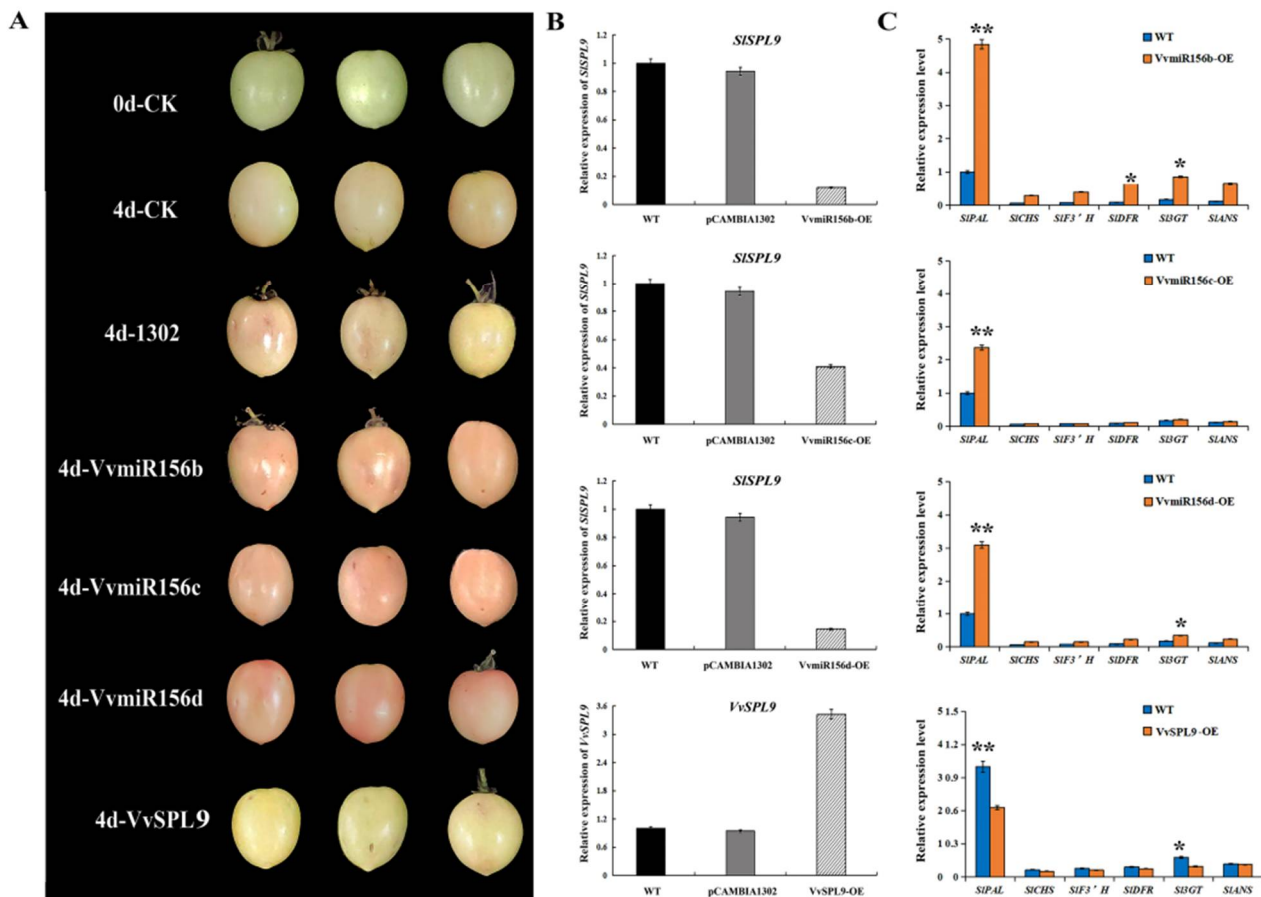 A
0d-CK
4d-CK
4d-1302
4d-VvmiR156b
4d-VvmiR156c
4d-VvmiR156d
4d-VvSPL9
B
SlSPL9
Relative expression of SlSPL9
1.2
1
0.8
0.6
0.4
0.2
0
WT
pCAMBIA1302
VvmiR156b-OE
SlSPL9
Relative expression of SlSPL9
1.2
1
0.8
0.6
0.4
0.2
0
WT
pCAMBIA1302
VvmiR156c-OE
SlSPL9
Relative expression of SlSPL9
1.2
1
0.8
0.6
0.4
0.2
0
WT
pCAMBIA1302
VvmiR156d-OE
VvSPL9
Relative expression of VvSPL9
3.6
3
2.4
1.8
1.2
0.6
0
WT
pCAMBIA1302
VvSPL9-OE
C
WT
VvmiR156b-OE
Relative expression level
5
4
3
2
1
0
**
*
*
SlPAL
SlCHS
SlF3'H
SlDFR
Sl3GT
SlANS
WT
VvmiR156c-OE
Relative expression level
5
4
3
2
1
0
**
SlPAL
SlCHS
SlF3'H
SlDFR
Sl3GT
SlANS
WT
VvmiR156d-OE
Relative expression level
5
4
3
2
1
0
**
*
SlPAL
SlCHS
SlF3'H
SlDFR
Sl3GT
SlANS
WT
VvSPL9-OE
Relative expression level
5 1.5
4 1.2
3 0.9
2 0.6
1 0.3
0
**
*
SlPAL
SlCHS
SlF3'H
SlDFR
Sl3GT
SlANS